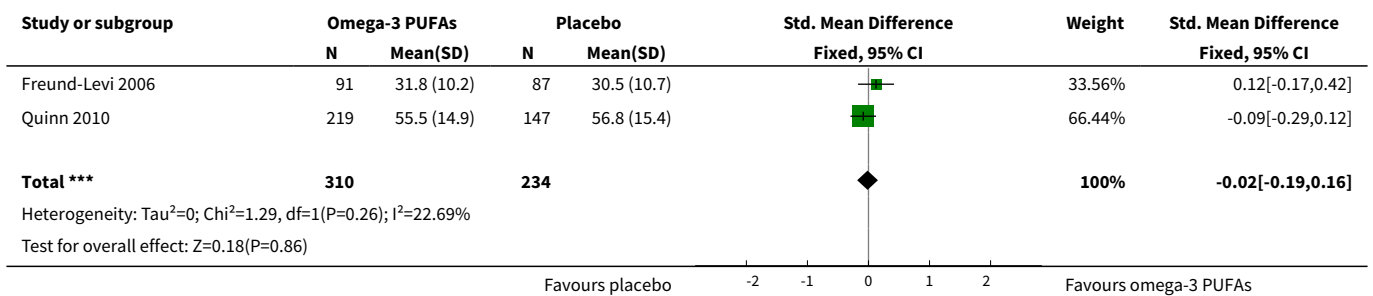 Study or subgroup Omega-3 PUFAs Placebo Std. Mean Difference Weight Std. Mean Difference
N Mean(SD) N Mean(SD) Fixed, 95% CI Fixed, 95% CI
Freund-Levi 2006 91 31.8 (10.2) 87 30.5 (10.7) 33.56% 0.12[-0.17,0.42]
Quinn 2010 219 55.5 (14.9) 147 56.8 (15.4) 66.44% -0.09[-0.29,0.12]
Total *** 310 234 100% -0.02[-0.19,0.16]
Heterogeneity: Tau²=0; Chi²=1.29, df=1(P=0.26); I²=22.69%
Test for overall effect: Z=0.18(P=0.86)
Favours placebo -2 -1 0 1 2 Favours omega-3 PUFAs